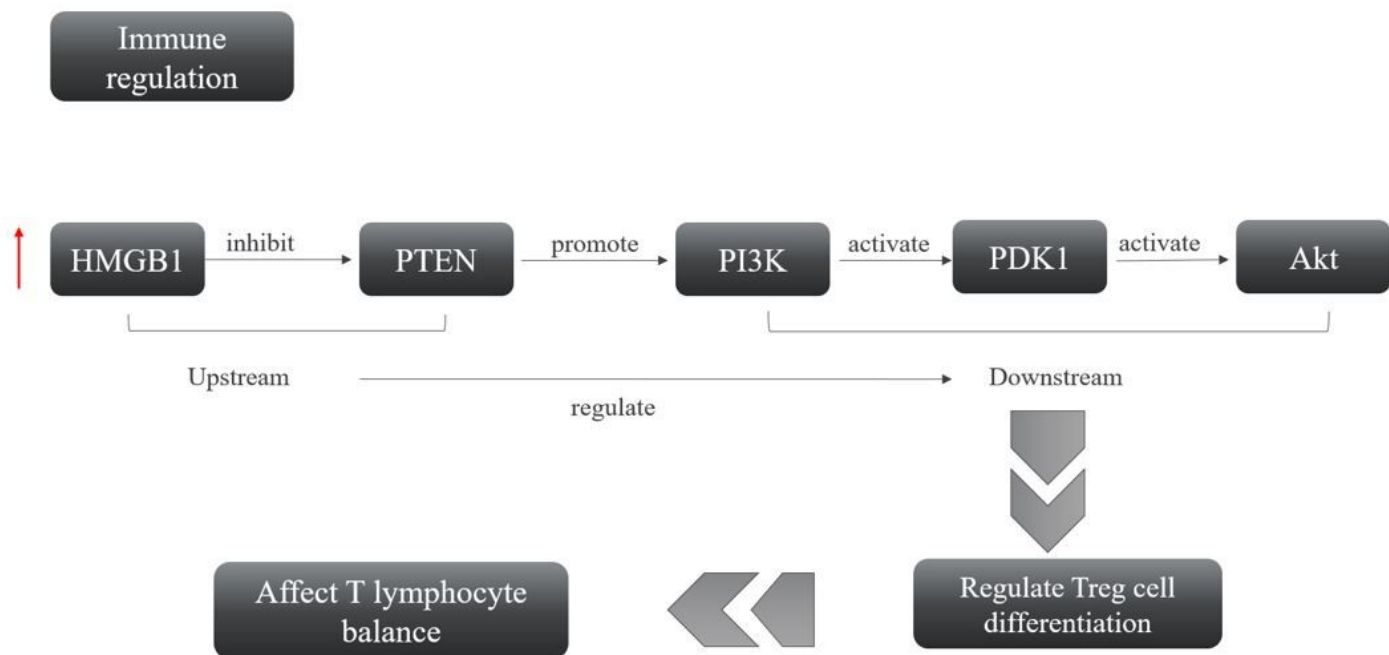 Immune
regulation
HMGB1
inhibit
PTEN
promote
PI3K
activate
PDK1
activate
Akt
Upstream
regulate
Downstream
Regulate Treg cell
differentiation
Affect T lymphocyte
balance